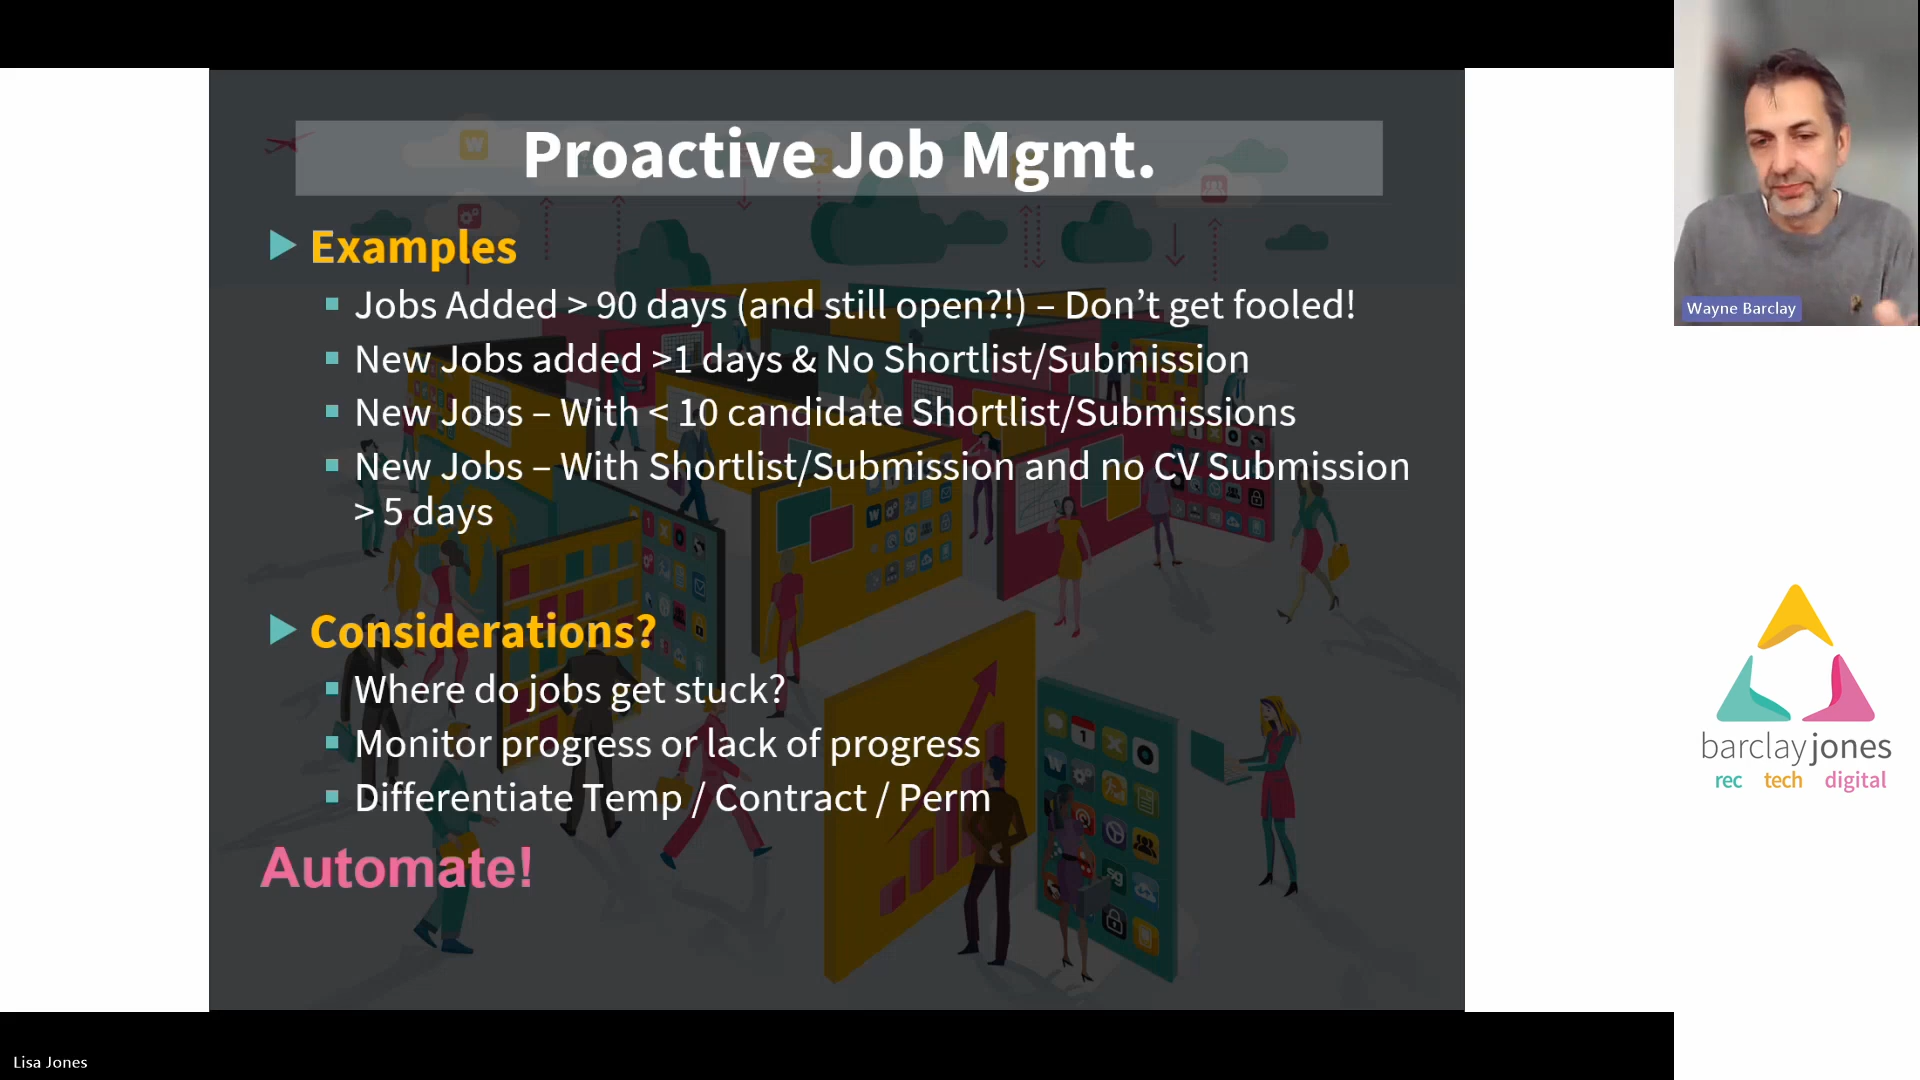 Proactive Job Mgmt.
Examples
Jobs Added > 90 days (and still open?!) – Don’t get fooled!
New Jobs added >1 days & No Shortlist/Submission
New Jobs – With < 10 candidate Shortlist/Submissions
New Jobs – With Shortlist/Submission and no CV Submission
> 5 days
Considerations?
Where do jobs get stuck?
Monitor progress or lack of progress
Differentiate Temp / Contract / Perm
Automate!
Wayne Barclay
barclayjones
rec tech digital
Lisa Jones